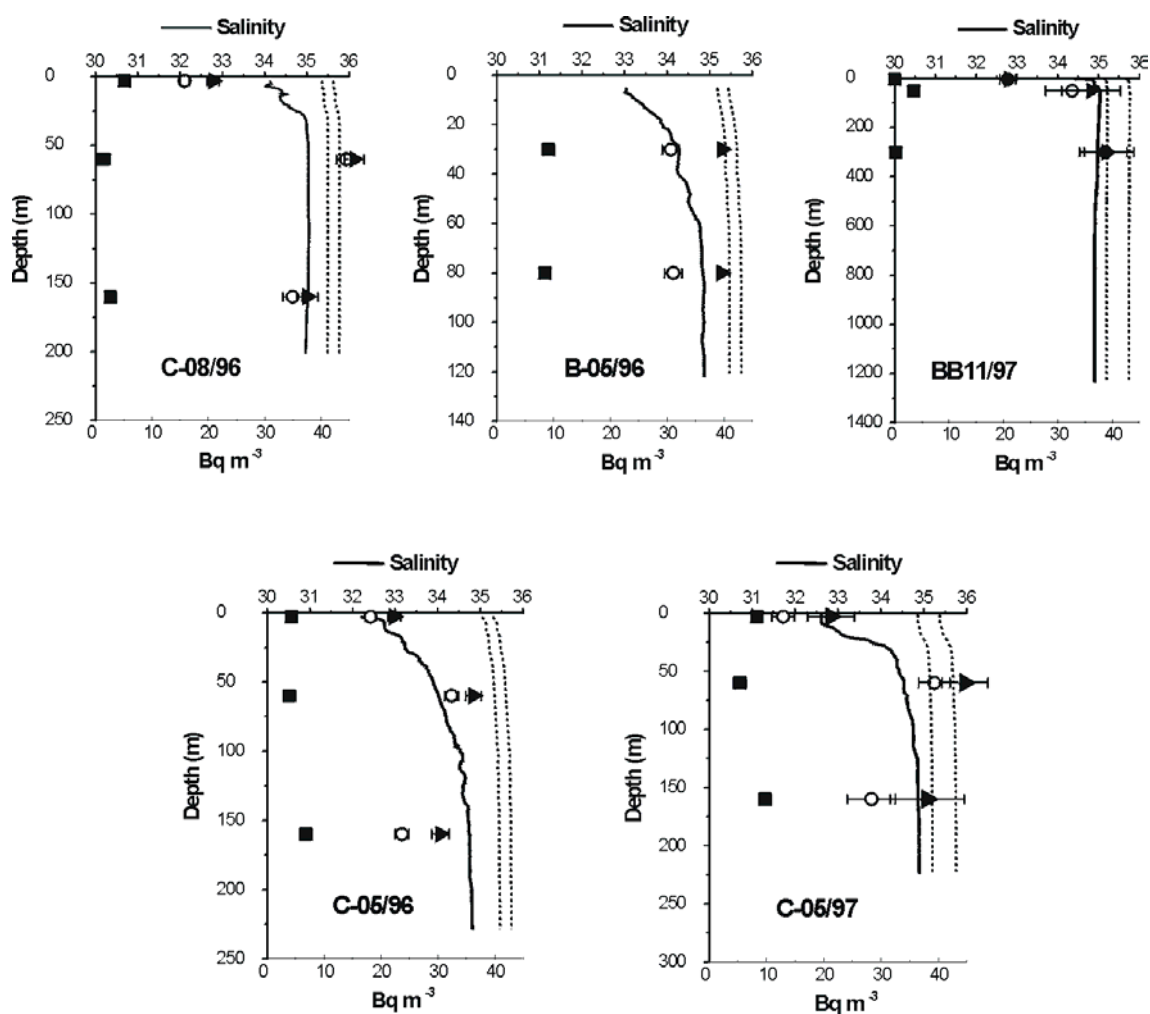 Salinity
30 31 32 33 34 35 36
0
50
100
150
200
250
Depth (m)
C-08/96
0 10 20 30 40
Bq m⁻³
Salinity
30 31 32 33 34 35 36
0
20
40
60
80
100
120
140
Depth (m)
B-05/96
0 10 20 30 40
Bq m⁻³
Salinity
30 31 32 33 34 35 36
0
200
400
600
800
1000
1200
1400
Depth (m)
BB11/97
0 10 20 30 40
Bq m⁻³
Salinity
30 31 32 33 34 35 36
0
50
100
150
200
250
Depth (m)
C-05/96
0 10 20 30 40
Bq m⁻³
Salinity
30 31 32 33 34 35 36
0
50
100
150
200
250
300
Depth (m)
C-05/97
0 10 20 30 40
Bq m⁻³